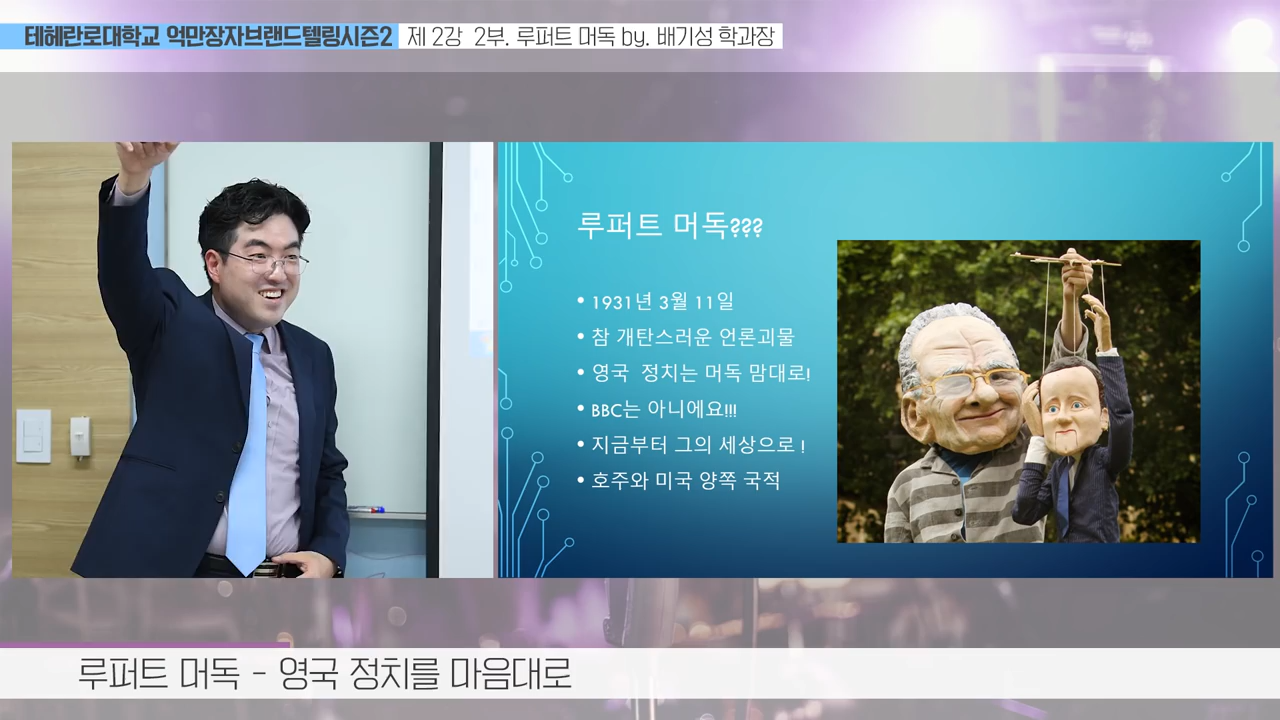 테헤란로대학교 억만장자브랜드텔링시즌2 제 2강 2부. 루퍼트 머독 by. 배기성 학과장
루퍼트 머독???
• 1931년 3월 11일
• 참 개탄스러운 언론괴물
• 영국 정치는 머독 맘대로!
• BBC는 아니에요!!!
• 지금부터 그의 세상으로 !
• 호주와 미국 양쪽 국적
루퍼트 머독 - 영국 정치를 마음대로